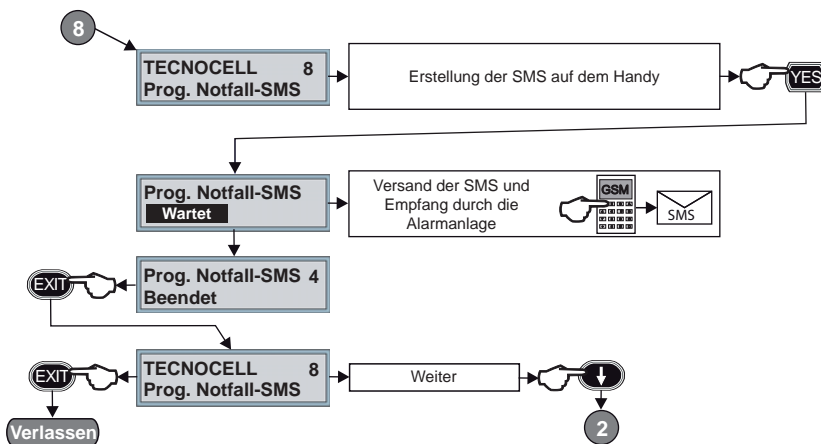 8
TECNOCELL 8
Prog. Notfall-SMS
Erstellung der SMS auf dem Handy
YES
Prog. Notfall-SMS
Wartet
Versand der SMS und
Empfang durch die
Alarmanlage
GSM
SMS
EXIT
Prog. Notfall-SMS 4
Beendet
EXIT
TECNOCELL 8
Prog. Notfall-SMS
Weiter
Verlassen
2